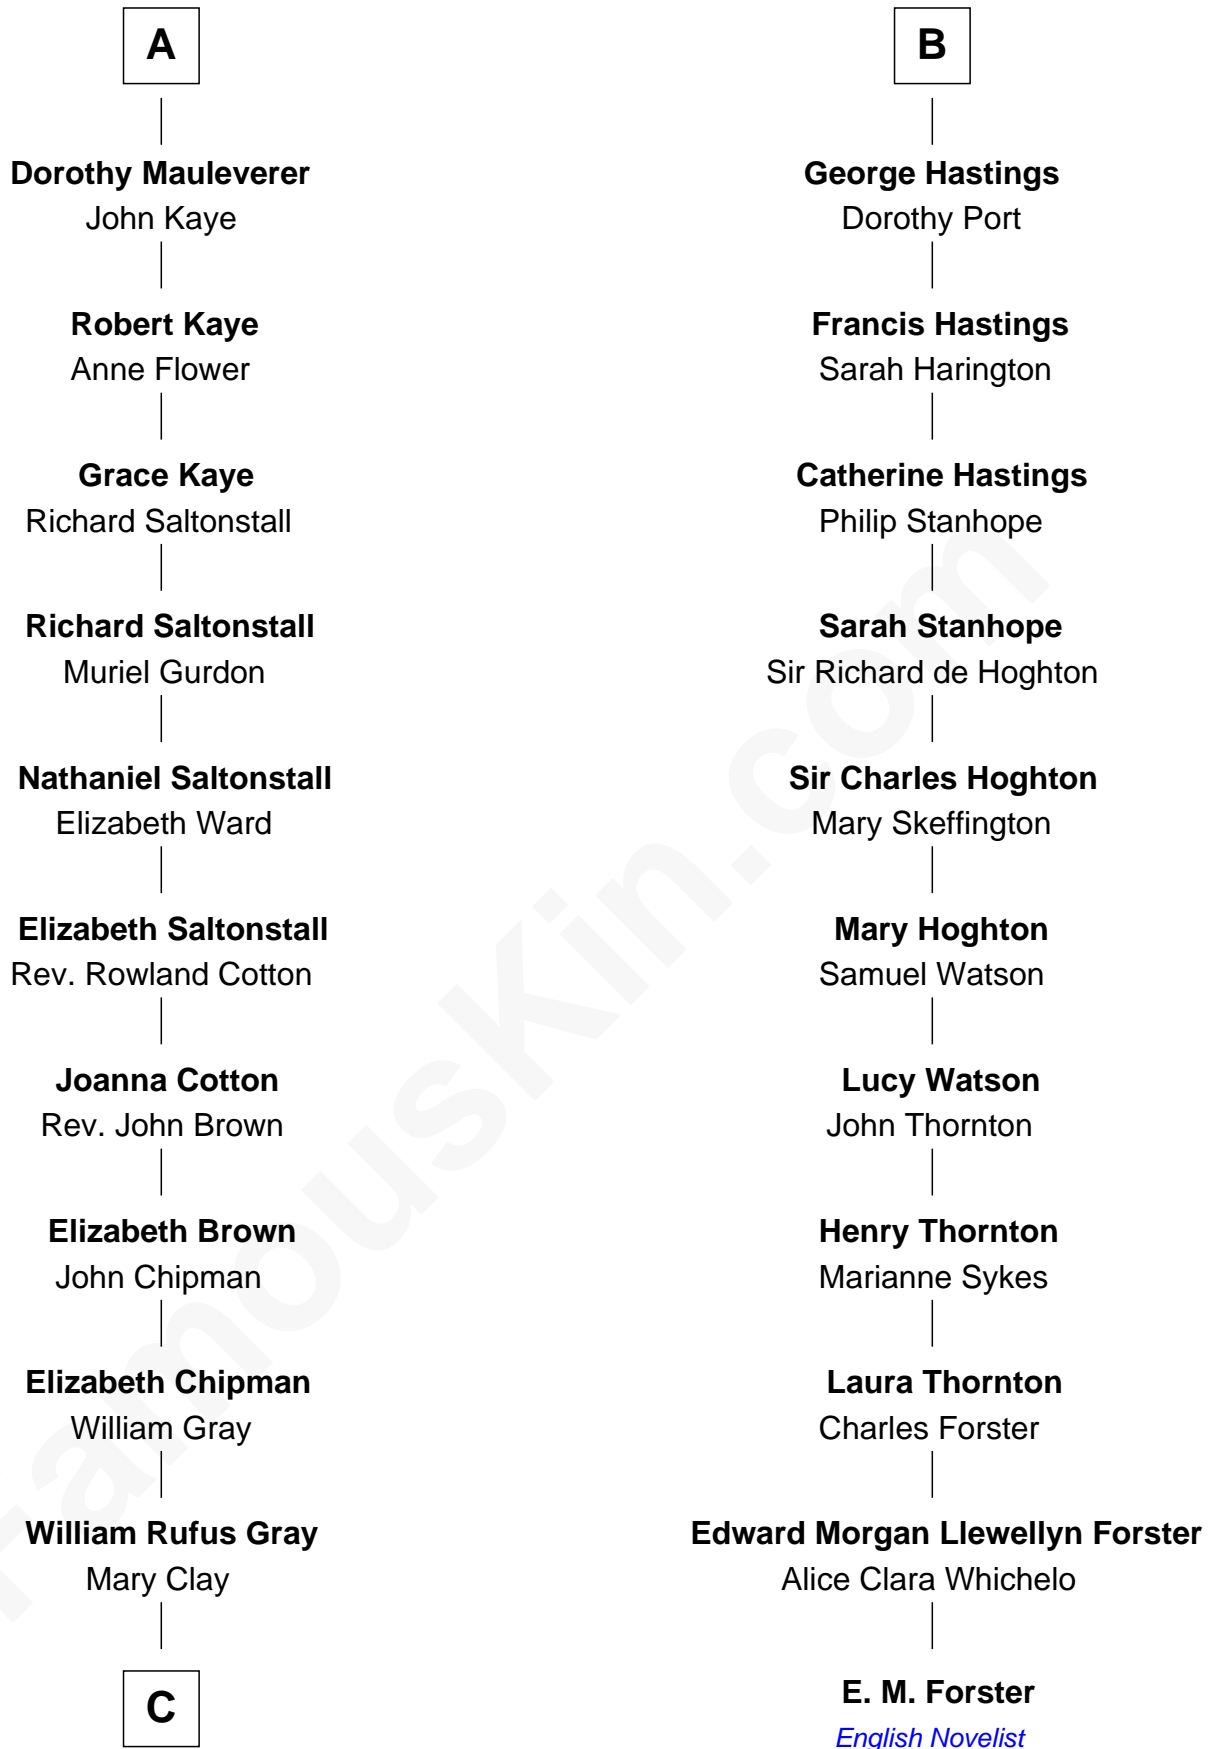 A
Dorothy Mauleverer
John Kaye
Robert Kaye
Anne Flower
Grace Kaye
Richard Saltonstall
Richard Saltonstall
Muriel Gurdon
Nathaniel Saltonstall
Elizabeth Ward
Elizabeth Saltonstall
Rev. Rowland Cotton
Joanna Cotton
Rev. John Brown
Elizabeth Brown
John Chipman
Elizabeth Chipman
William Gray
William Rufus Gray
Mary Clay
C
B
George Hastings
Dorothy Port
Francis Hastings
Sarah Harington
Catherine Hastings
Philip Stanhope
Sarah Stanhope
Sir Richard de Hoghton
Sir Charles Hoghton
Mary Skeffington
Mary Hoghton
Samuel Watson
Lucy Watson
John Thornton
Henry Thornton
Marianne Sykes
Laura Thornton
Charles Forster
Edward Morgan Llewellyn Forster
Alice Clara Whichelo
E. M. Forster
English Novelist
FamousKin.com